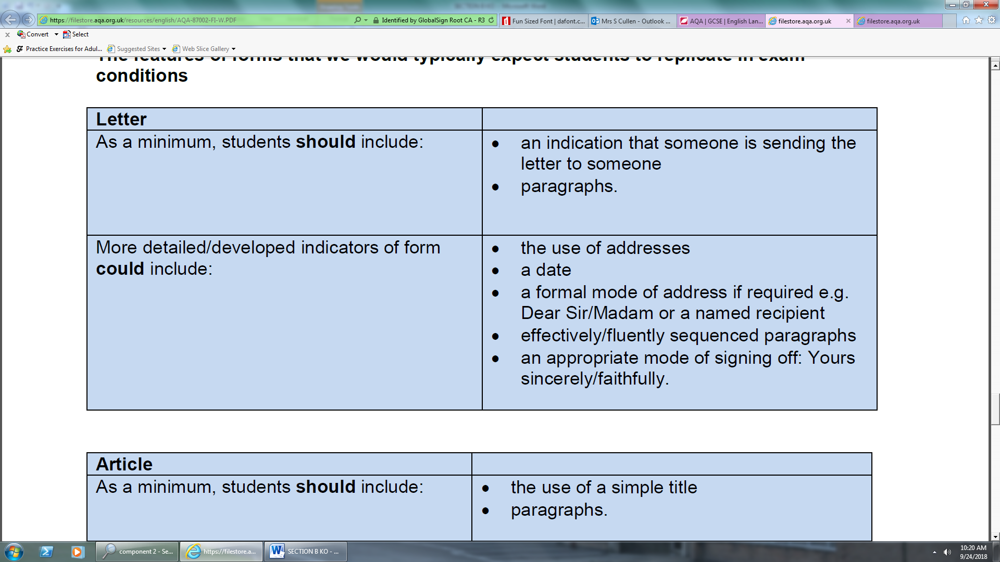 https://filestore.aqa.org.uk/resources/english/AQA-87002-FI-W.PDF
Identified by GlobalSign Root CA - R3
Fun Sized Font | dafont.c...
Mrs S Cullen - Outlook ...
AQA | GCSE | English Lan...
filestore.aqa.org.uk
filestore.aqa.org.uk
x Convert Select
Practice Exercises for Adul... Suggested Sites Web Slice Gallery
The features of forms that we would typically expect students to replicate in exam
conditions
Letter
As a minimum, students should include:
• an indication that someone is sending the
letter to someone
• paragraphs.
More detailed/developed indicators of form
could include:
• the use of addresses
• a date
• a formal mode of address if required e.g.
Dear Sir/Madam or a named recipient
• effectively/fluently sequenced paragraphs
• an appropriate mode of signing off: Yours
sincerely/faithfully.
Article
As a minimum, students should include:
• the use of a simple title
• paragraphs.
component 2 - Se...
https://filestore.a...
SECTION B KO - ...
10:20 AM
9/24/2018